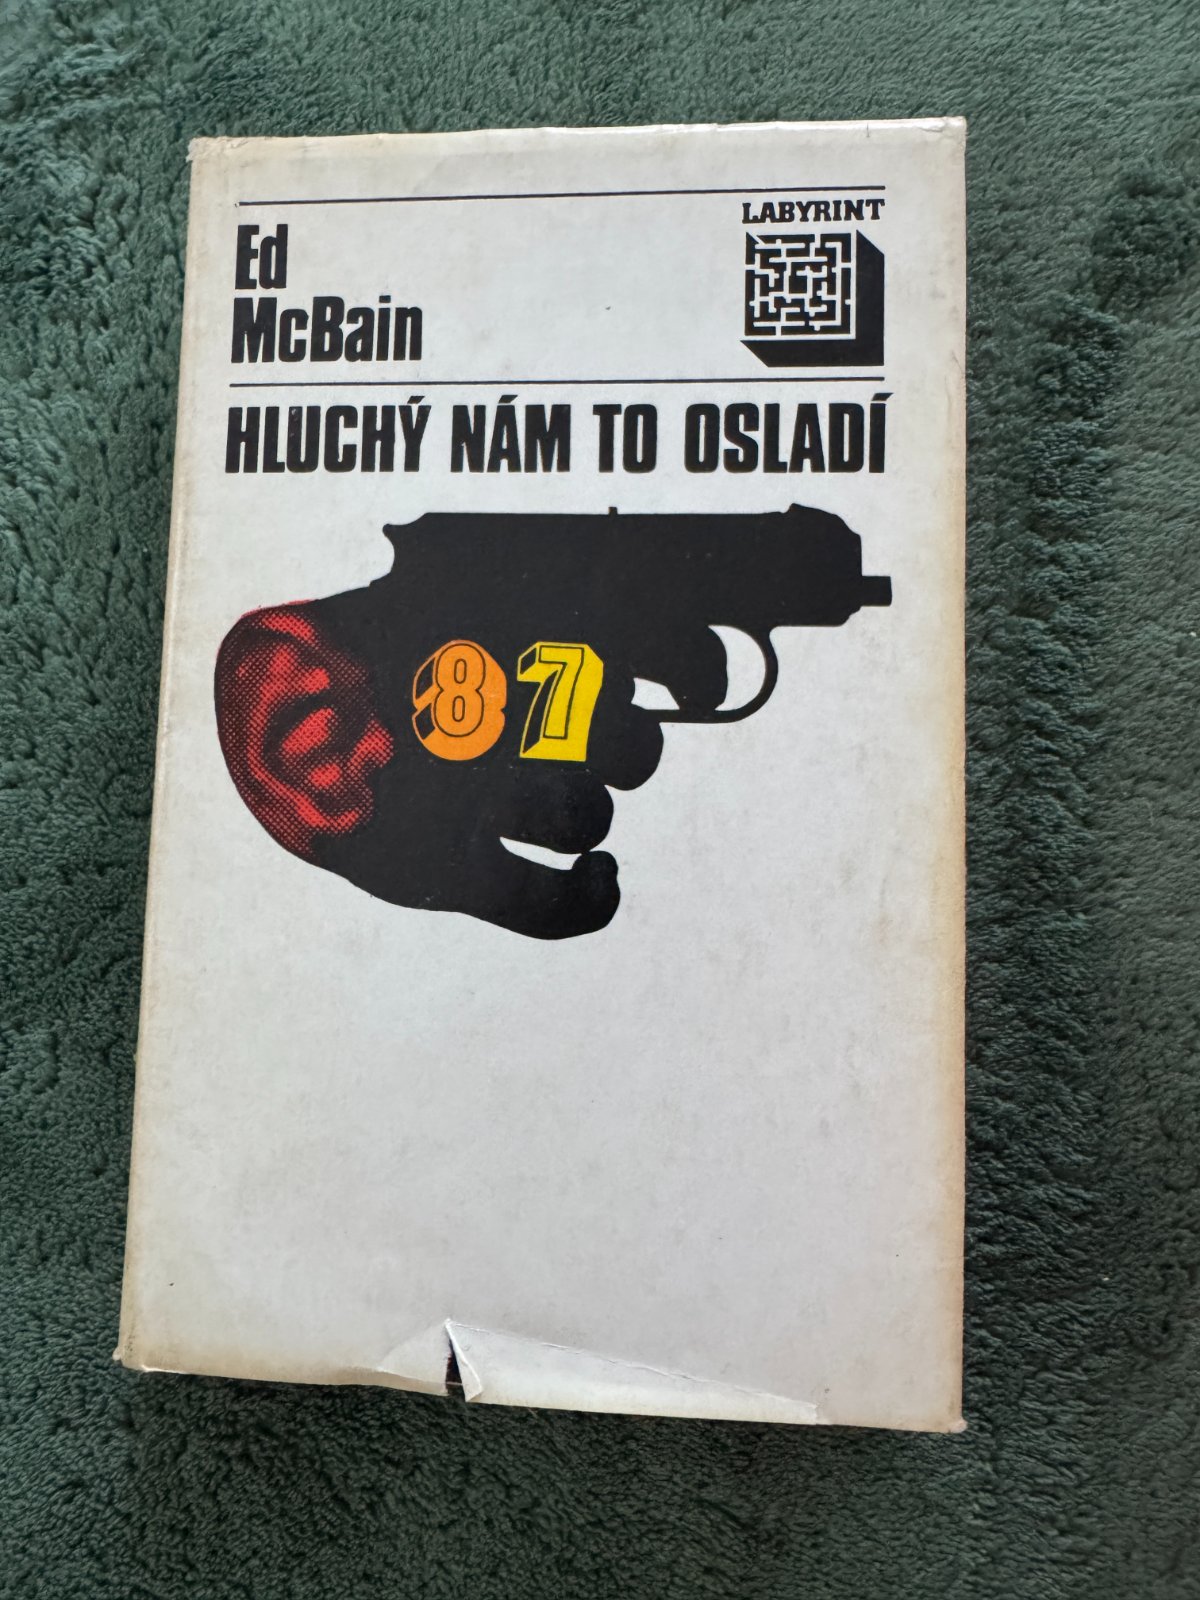 Ed
McBain
LABYRINT
HLUCHÝ NÁM TO OSLADÍ
87